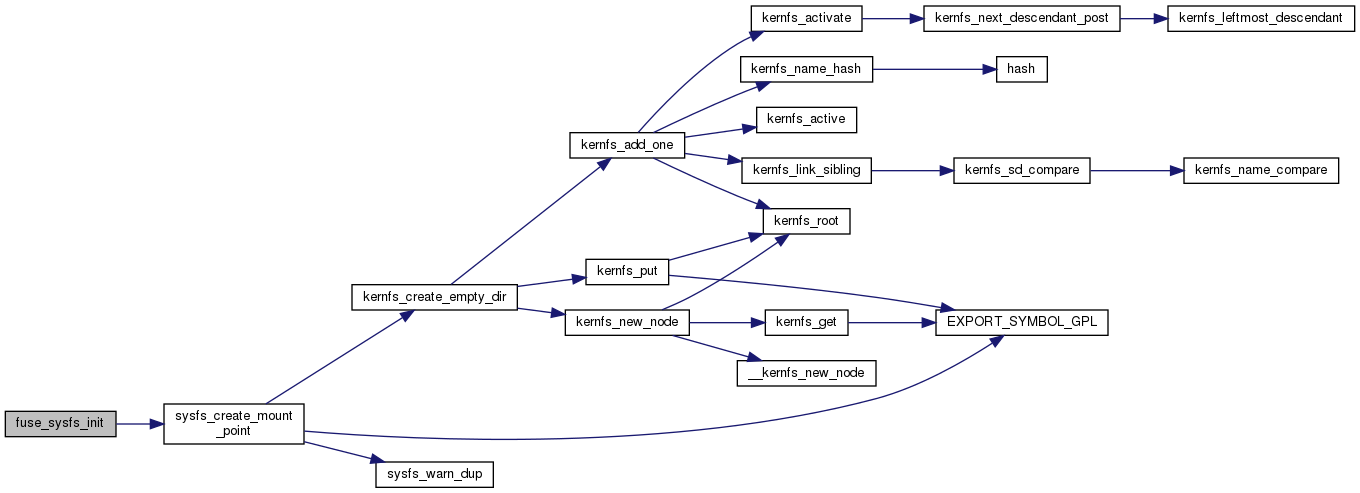 kernfs_activate
kernfs_next_descendant_post
kernfs_leftmost_descendant
kernfs_name_hash
hash
kernfs_active
kernfs_add_one
kernfs_link_sibling
kernfs_sd_compare
kernfs_name_compare
kernfs_root
kernfs_put
kernfs_create_empty_dir
kernfs_new_node
kernfs_get
EXPORT_SYMBOL_GPL
__kernfs_new_node
fuse_sysfs_init
sysfs_create_mount
_point
sysfs_warn_dup